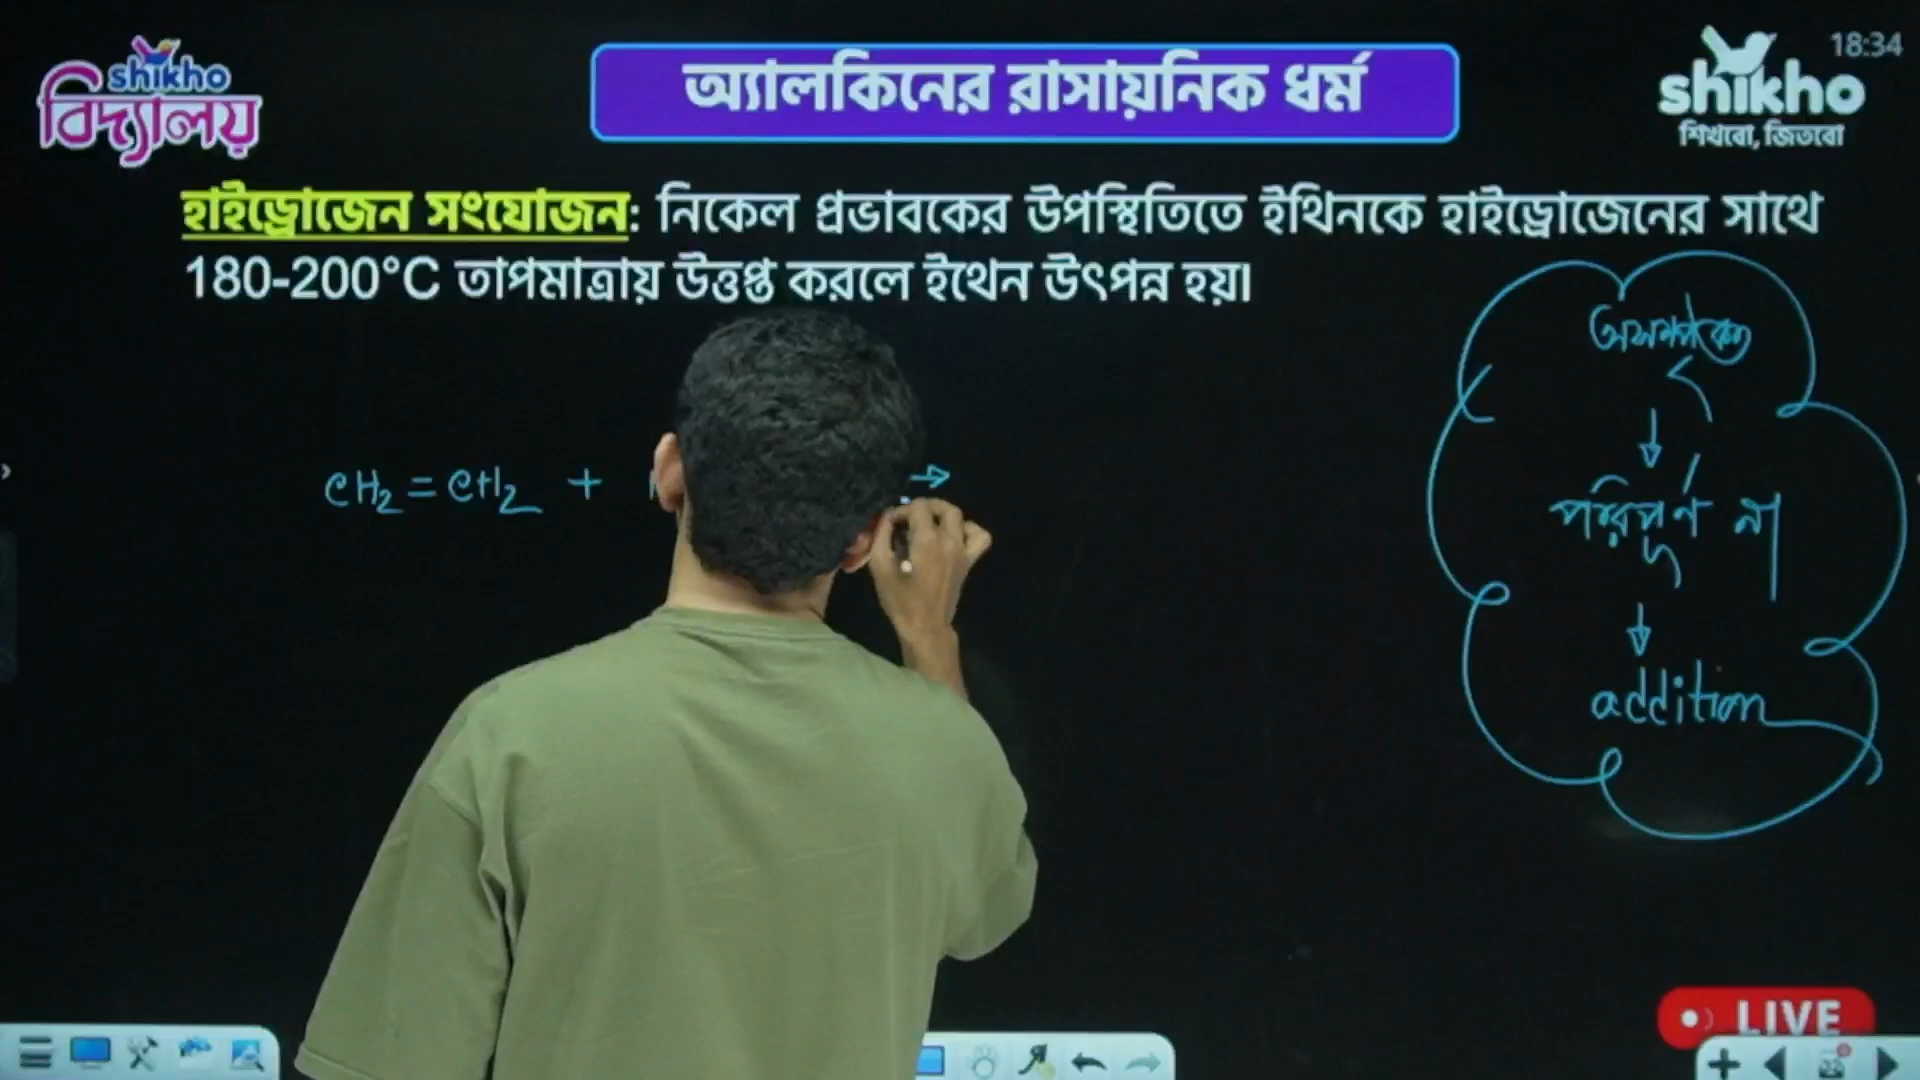 shikho
বিদ্যালয়
অ্যালকিনের রাসায়নিক ধর্ম
18:34
shikho
শিখবো, জিতবো
হাইড্রোজেন সংযোজন: নিকেল প্রভাবকের উপস্থিতিতে ইথিনকে হাইড্রোজেনের সাথে
180-200°C তাপমাত্রায় উত্তপ্ত করলে ইথেন উৎপন্ন হয়।
CH₂ = CH₂ + →
↓
পরিপূর্ণ না
↓
addition
LIVE